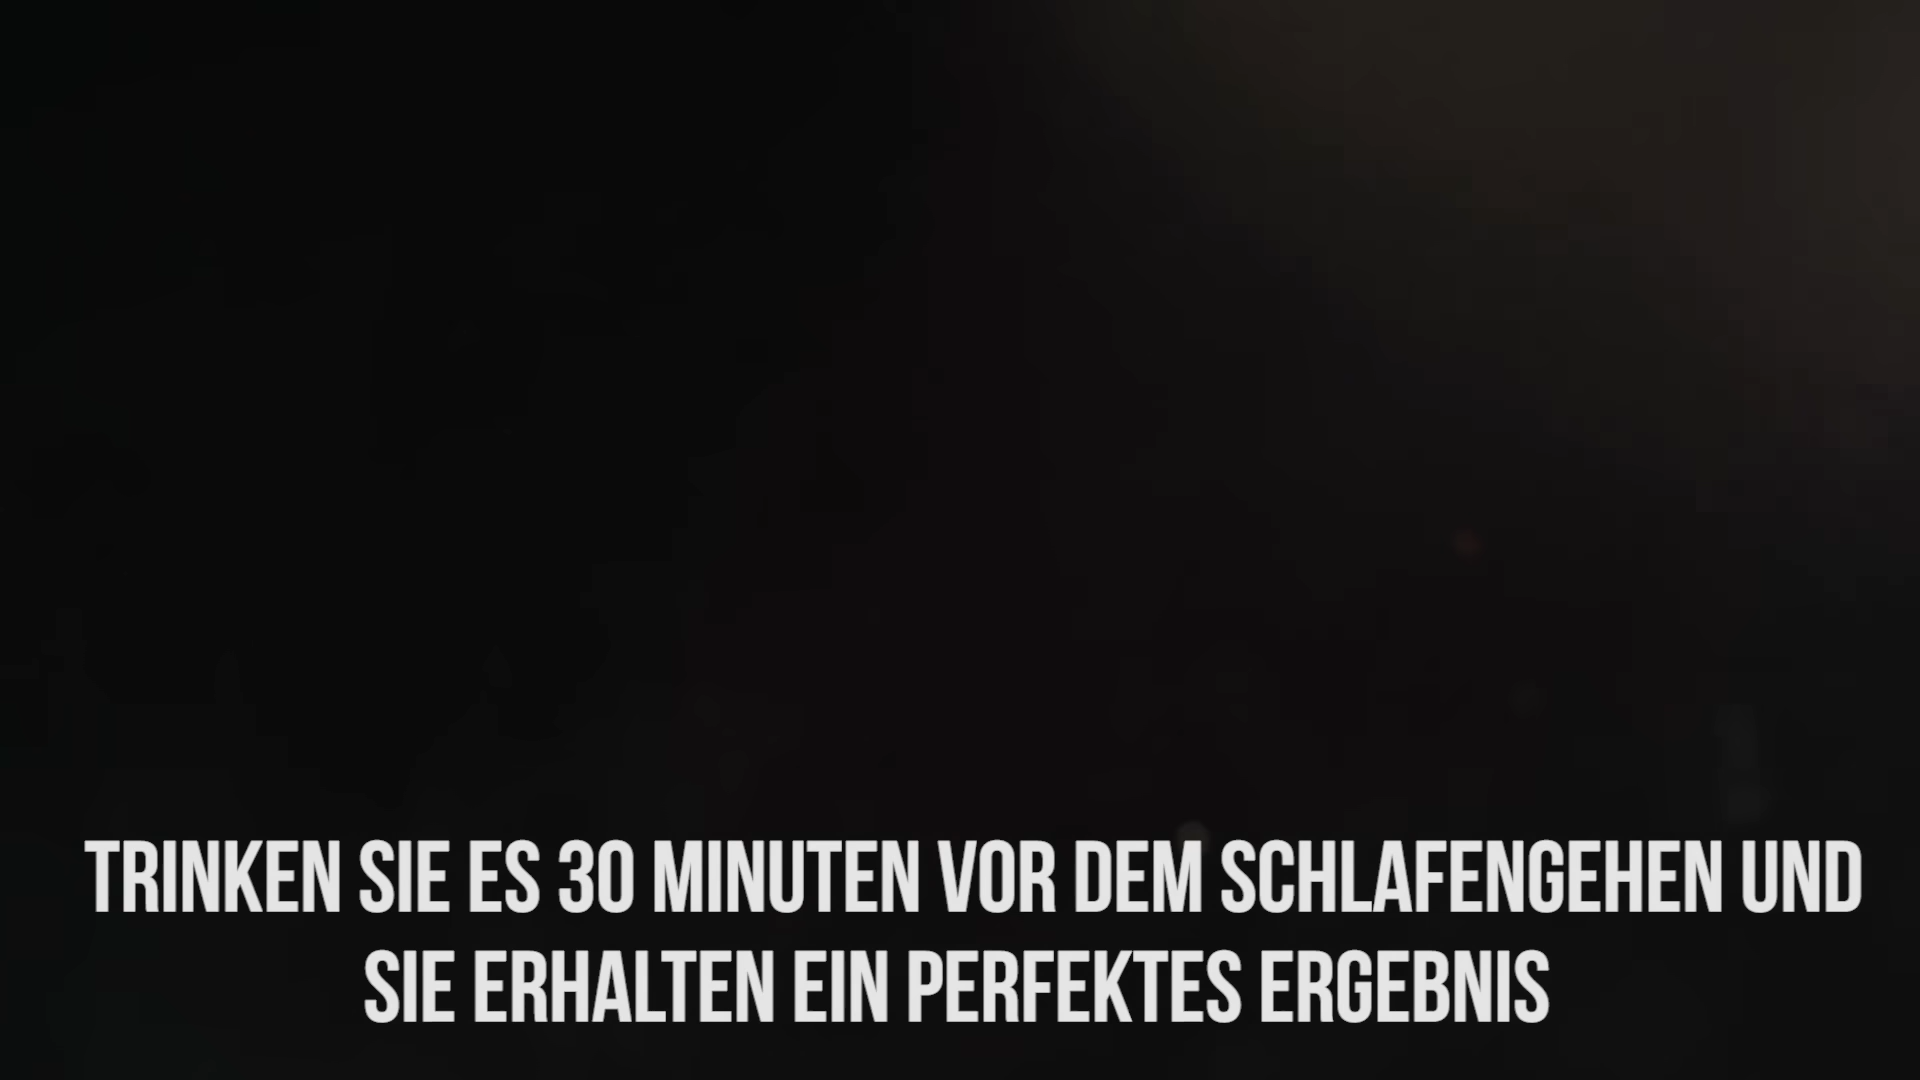 TRINKEN SIE ES 30 MINUTEN VOR DEM SCHLAFENGEHEN UND
SIE ERHALTEN EIN PERFEKTES ERGEBNIS